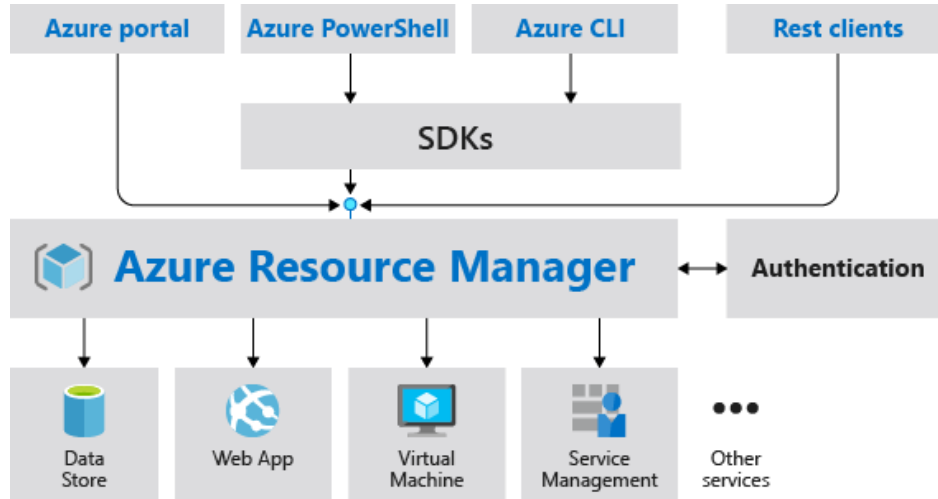 Azure portal
Azure PowerShell
Azure CLI
Rest clients
SDKs
Azure Resource Manager
Authentication
Data
Store
Web App
Virtual
Machine
Service
Management
Other
services